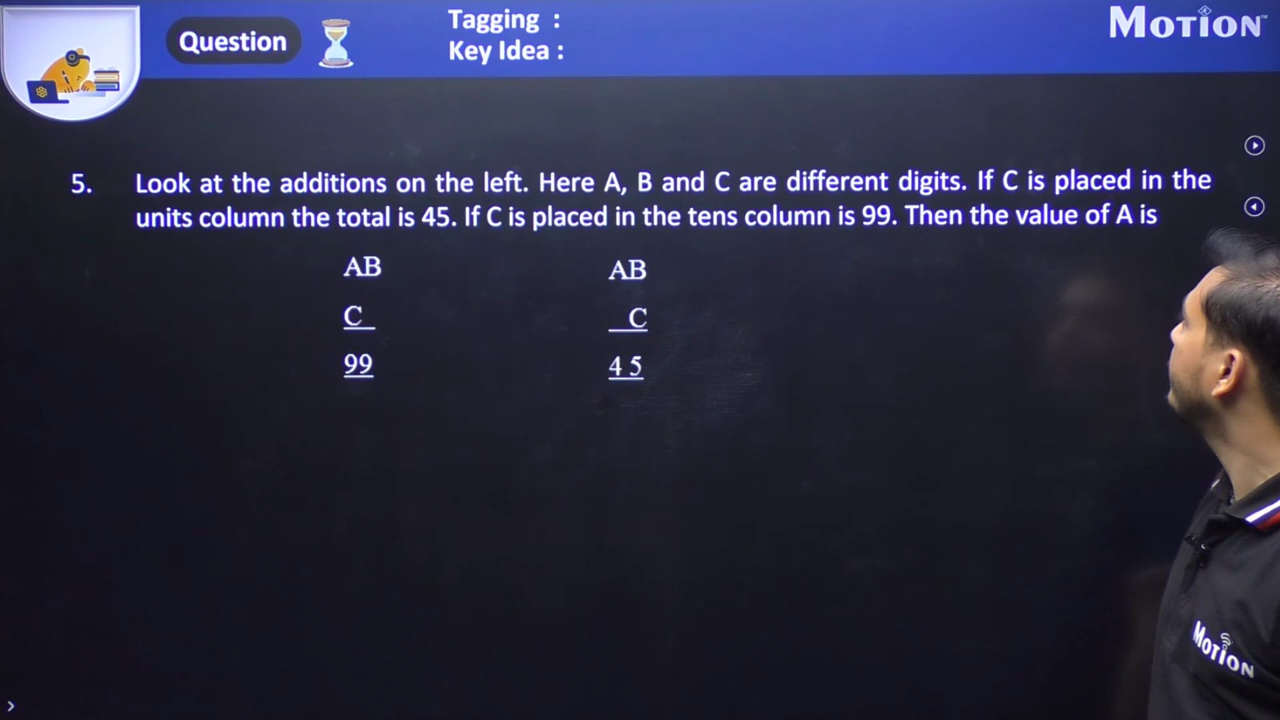 Question
Tagging :
Key Idea :
MOTION
5. Look at the additions on the left. Here A, B and C are different digits. If C is placed in the
units column the total is 45. If C is placed in the tens column is 99. Then the value of A is
AB AB
C C
99 4 5
MOTION